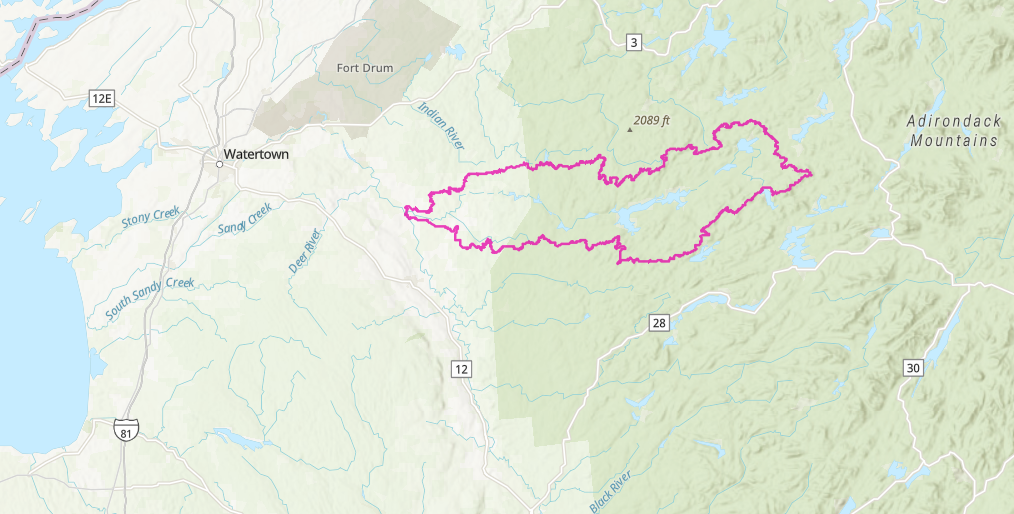 3
Fort Drum
12E
Indian River
2089 ft
Adirondack
Mountains
Watertown
Stony Creek
Sandy Creek
Deer River
South Sandy Creek
28
12
30
81
Black River